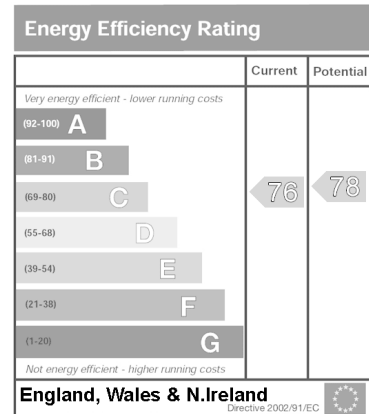 Energy Efficiency Rating
Current Potential
Very energy efficient - lower running costs
(92-100) A
(81-91) B
(69-80) C
76 78
(55-68) D
(39-54) E
(21-38) F
(1-20) G
Not energy efficient - higher running costs
England, Wales & N.Ireland
Directive 2002/91/EC